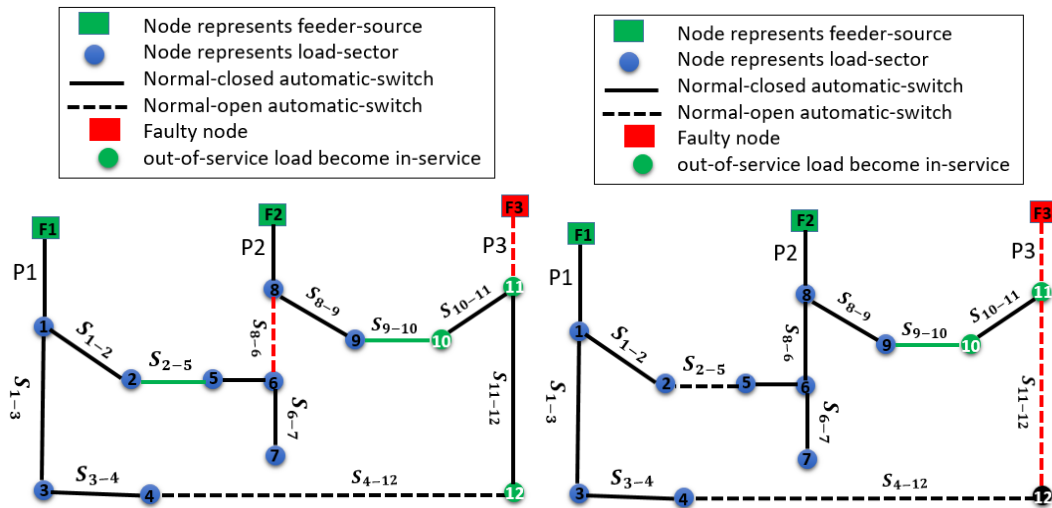 Node represents feeder-source
Node represents load-sector
Normal-closed automatic-switch
Normal-open automatic-switch
Faulty node
out-of-service load become in-service
F1
F2
F3
P1
P2
P3
8
11
S₈₋₉
S₁₀₋₁₁
1
S₁₋₂
S₈₋₆
9
S₉₋₁₀
10
2
S₂₋₅
5
6
S₁₋₃
S₆₋₇
S₁₁₋₁₂
7
3
S₃₋₄
4
S₄₋₁₂
12
Node represents feeder-source
Node represents load-sector
Normal-closed automatic-switch
Normal-open automatic-switch
Faulty node
out-of-service load become in-service
F1
F2
F3
P1
P2
P3
8
11
S₈₋₉
S₁₀₋₁₁
1
S₁₋₂
S₈₋₆
9
S₉₋₁₀
10
2
S₂₋₅
5
6
S₁₋₃
S₆₋₇
S₁₁₋₁₂
7
3
S₃₋₄
4
S₄₋₁₂
12